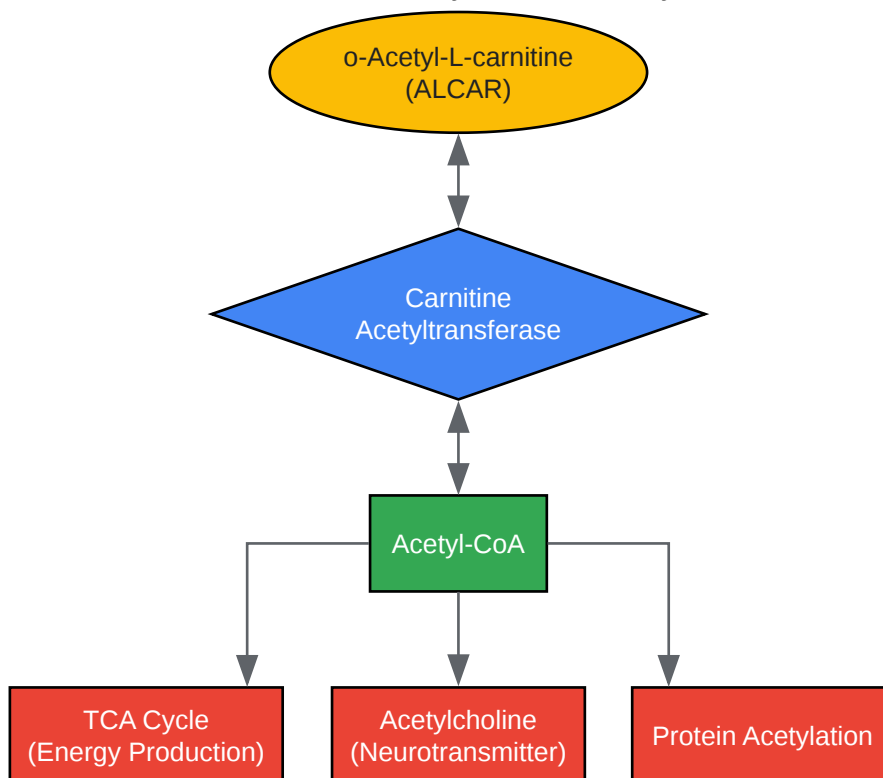 o-Acetyl-L-carnitine
(ALCAR)
Carnitine
Acetyltransferase
Acetyl-CoA
TCA Cycle
(Energy Production)
Acetylcholine
(Neurotransmitter)
Protein Acetylation